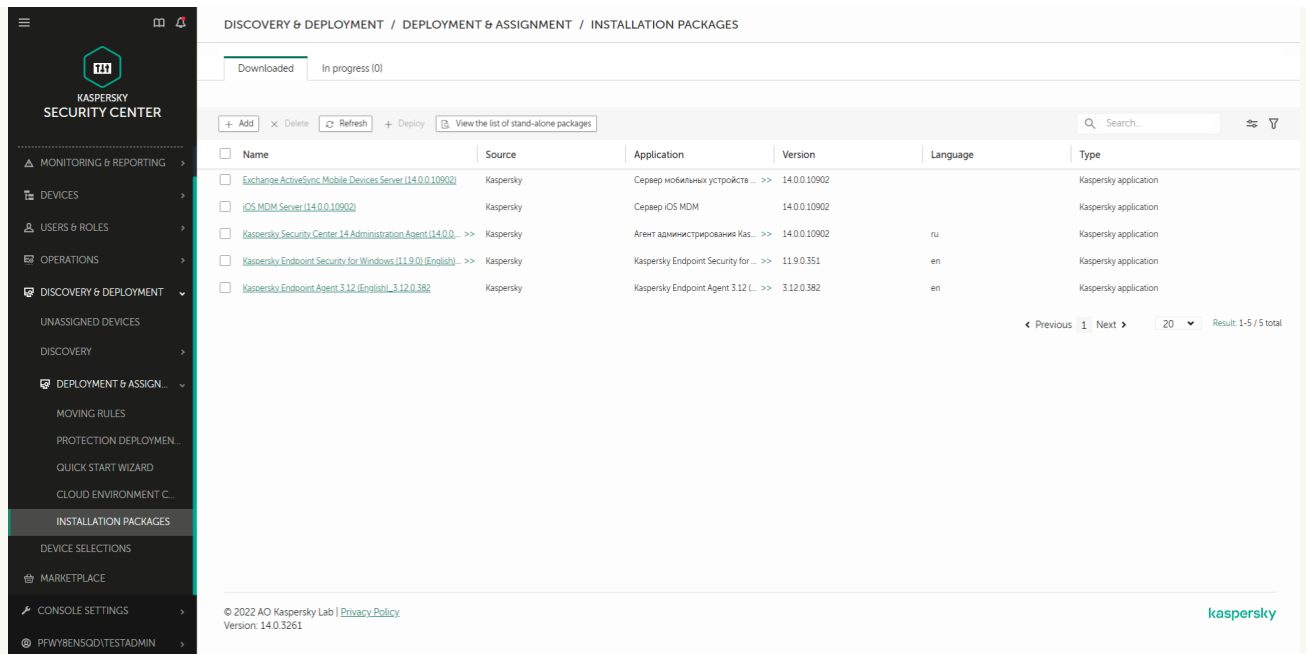 DISCOVERY & DEPLOYMENT / DEPLOYMENT & ASSIGNMENT / INSTALLATION PACKAGES
KASPERSKY
SECURITY CENTER
MONITORING & REPORTING
DEVICES
USERS & ROLES
OPERATIONS
DISCOVERY & DEPLOYMENT
UNASSIGNED DEVICES
DISCOVERY
DEPLOYMENT & ASSIGN...
MOVING RULES
PROTECTION DEPLOYMEN...
QUICK START WIZARD
CLOUD ENVIRONMENT C...
INSTALLATION PACKAGES
DEVICE SELECTIONS
MARKETPLACE
CONSOLE SETTINGS
PFWY8EN5QD\TESTADMIN
Downloaded In progress (0)
+ Add × Delete Refresh + Deploy View the list of stand-alone packages Search...
Name Source Application Version Language Type
Exchange ActiveSync Mobile Devices Server (14.0.0.10902) Kaspersky Сервер мобильных устройств ... >> 14.0.0.10902 Kaspersky application
iOS MDM Server (14.0.0.10902) Kaspersky Сервер iOS MDM 14.0.0.10902 Kaspersky application
Kaspersky Security Center 14 Administration Agent (14.0.0.... >> Kaspersky Агент администрирования Kas... >> 14.0.0.10902 ru Kaspersky application
Kaspersky Endpoint Security for Windows (11.9.0) (English)... >> Kaspersky Kaspersky Endpoint Security for ... >> 11.9.0.351 en Kaspersky application
Kaspersky Endpoint Agent 3.12 (English)_3.12.0.382 Kaspersky Kaspersky Endpoint Agent 3.12 (... >> 3.12.0.382 en Kaspersky application
Previous 1 Next 20 Result: 1-5 / 5 total
© 2022 AO Kaspersky Lab | Privacy Policy
Version: 14.0.3261
kaspersky